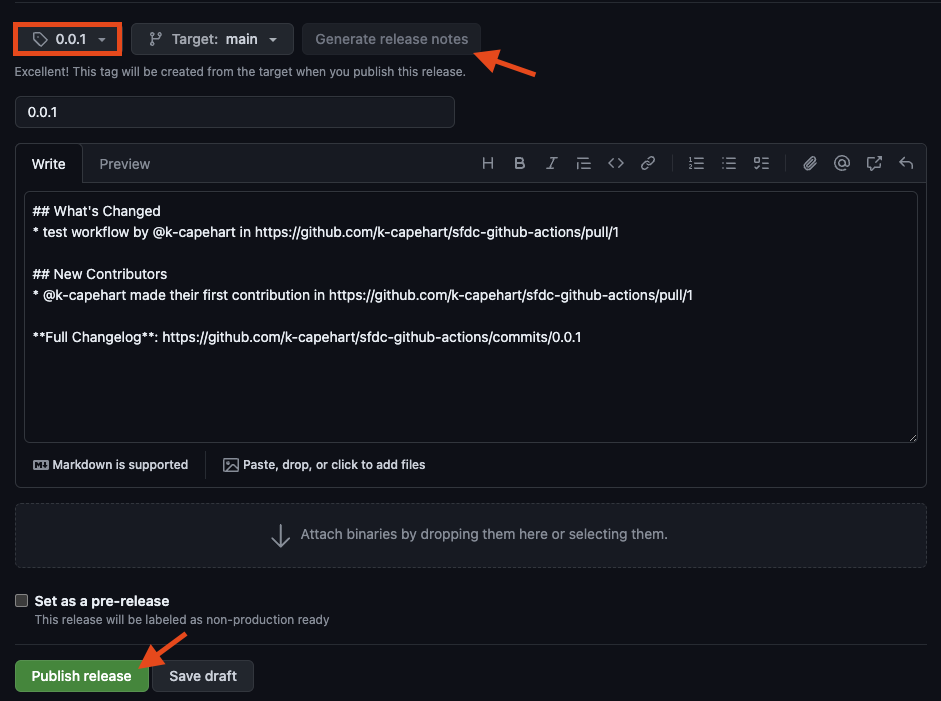 0.0.1 Target: main Generate release notes
Excellent! This tag will be created from the target when you publish this release.
0.0.1
Write Preview
## What's Changed
* test workflow by @k-capehart in https://github.com/k-capehart/sfdc-github-actions/pull/1
## New Contributors
* @k-capehart made their first contribution in https://github.com/k-capehart/sfdc-github-actions/pull/1
**Full Changelog**: https://github.com/k-capehart/sfdc-github-actions/commits/0.0.1
Markdown is supported Paste, drop, or click to add files
Attach binaries by dropping them here or selecting them.
Set as a pre-release
This release will be labeled as non-production ready
Publish release Save draft